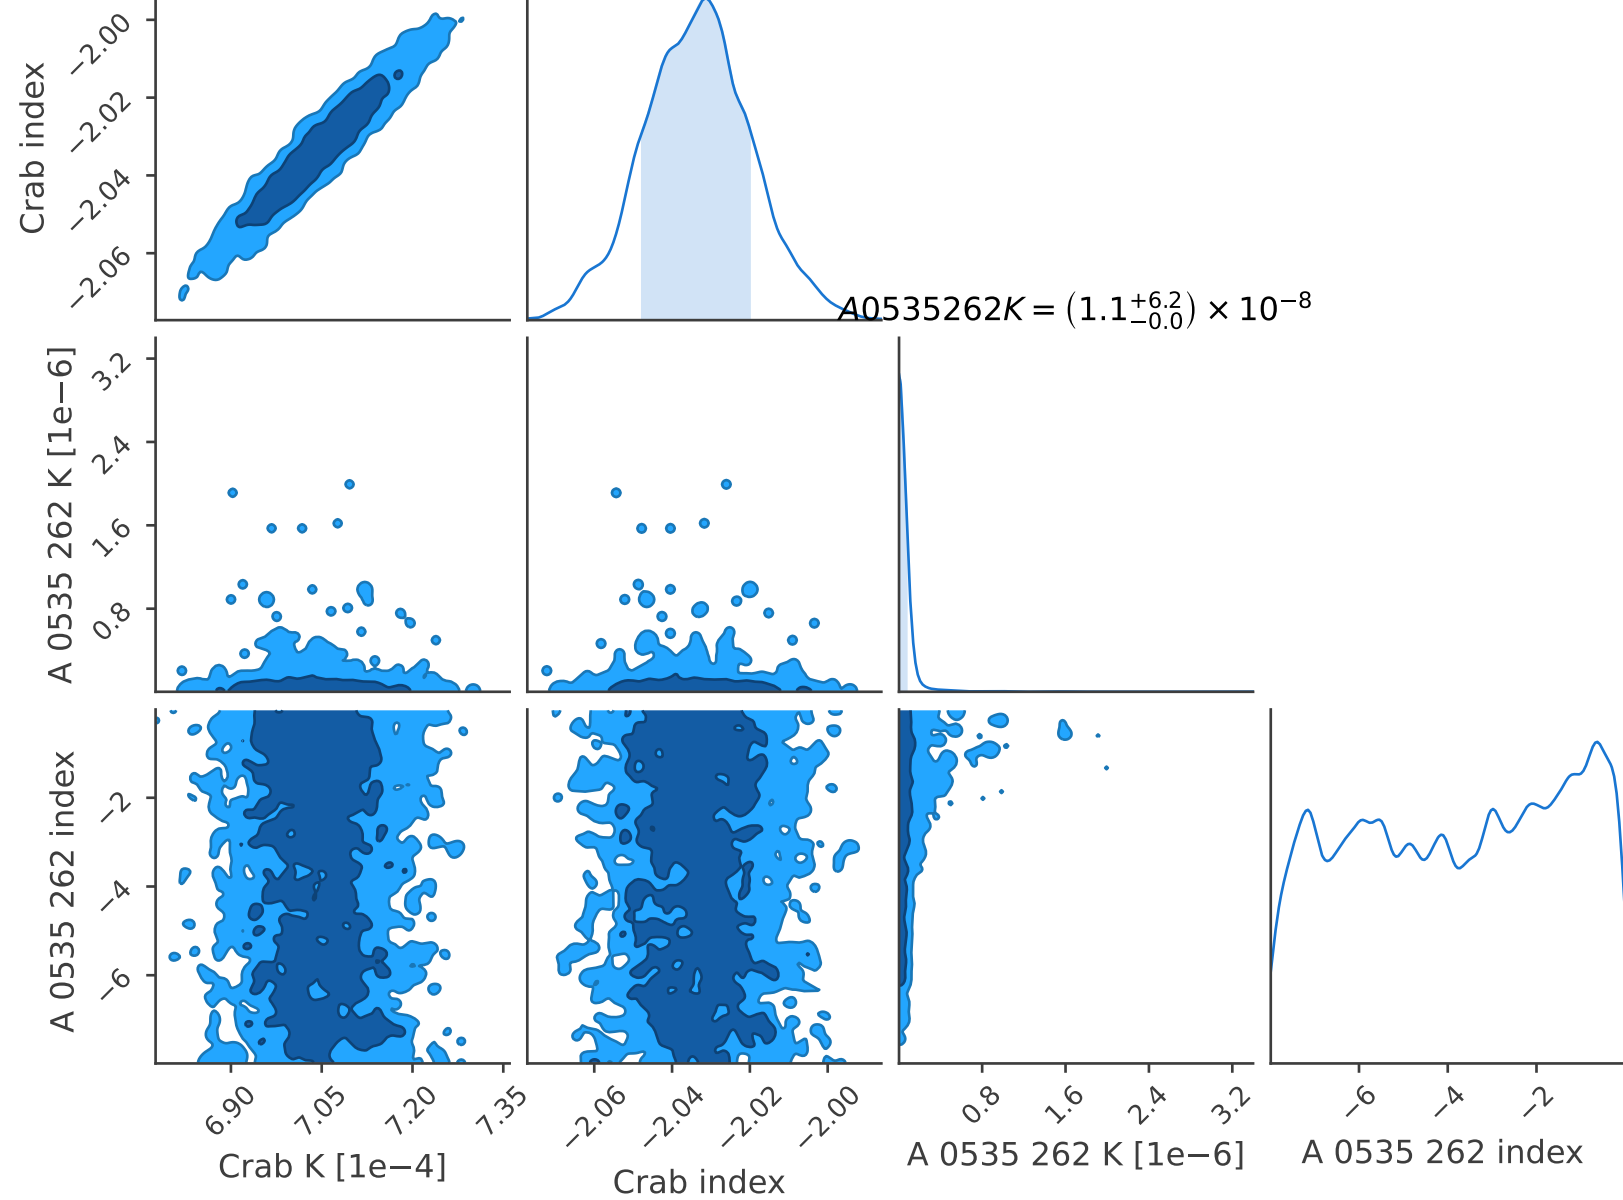 Crab index
−2.00
−2.02
−2.04
−2.06
A0535262K = (1.1 +6.2 −0.0) × 10−8
A 0535 262 K [1e−6]
3.2
2.4
1.6
0.8
A 0535 262 index
−2
−4
−6
6.90 7.05 7.20 7.35
−2.06 −2.04 −2.02 −2.00
0.8 1.6 2.4 3.2
−6 −4 −2
Crab K [1e−4]
Crab index
A 0535 262 K [1e−6]
A 0535 262 index